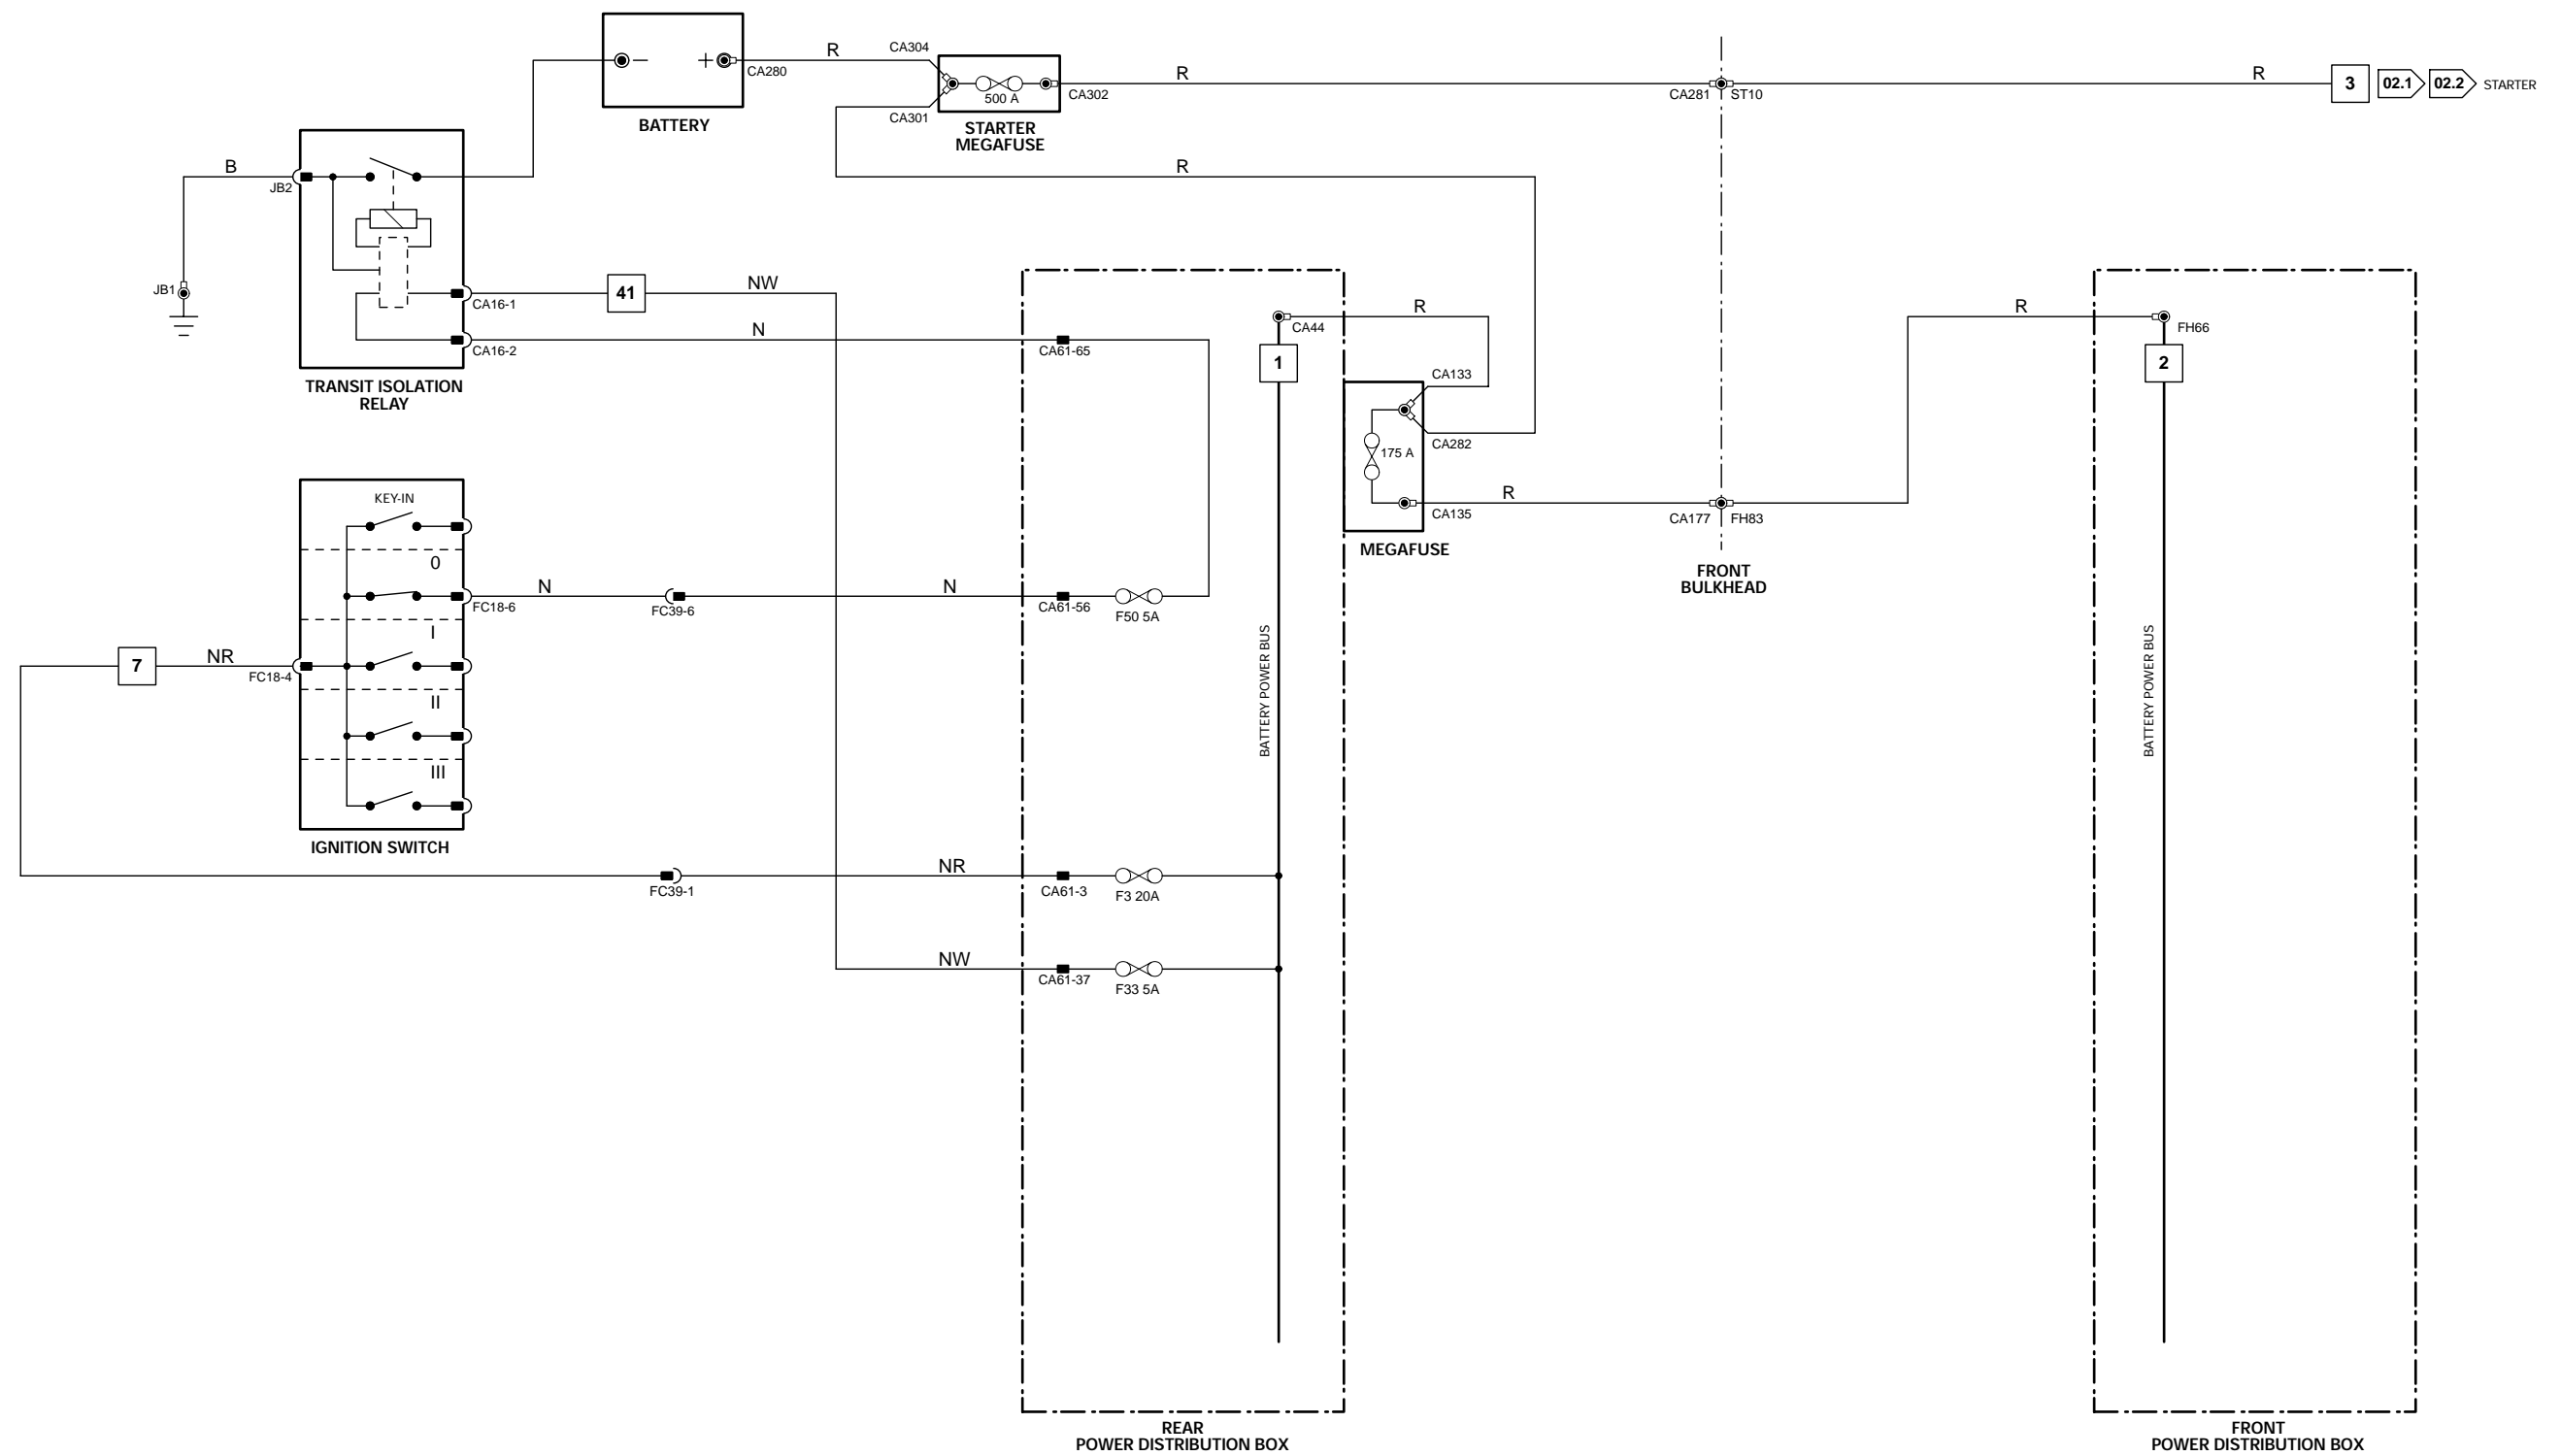 R
CA304
CA280
BATTERY
500 A
CA302
CA301
STARTER
MEGAFUSE
R
CA281
ST10
R
3
02.1
02.2
STARTER
B
JB2
JB1
R
CA16-1
41
NW
CA16-2
N
TRANSIT ISOLATION
RELAY
CA61-65
CA44
R
1
CA133
CA282
175 A
CA135
MEGAFUSE
R
CA177
FH83
FRONT
BULKHEAD
R
FH66
2
KEY-IN
0
I
II
III
FC18-6
N
FC39-6
N
CA61-56
F50 5A
7
NR
FC18-4
IGNITION SWITCH
FC39-1
NR
CA61-3
F3 20A
NW
CA61-37
F33 5A
BATTERY POWER BUS
BATTERY POWER BUS
REAR
POWER DISTRIBUTION BOX
FRONT
POWER DISTRIBUTION BOX